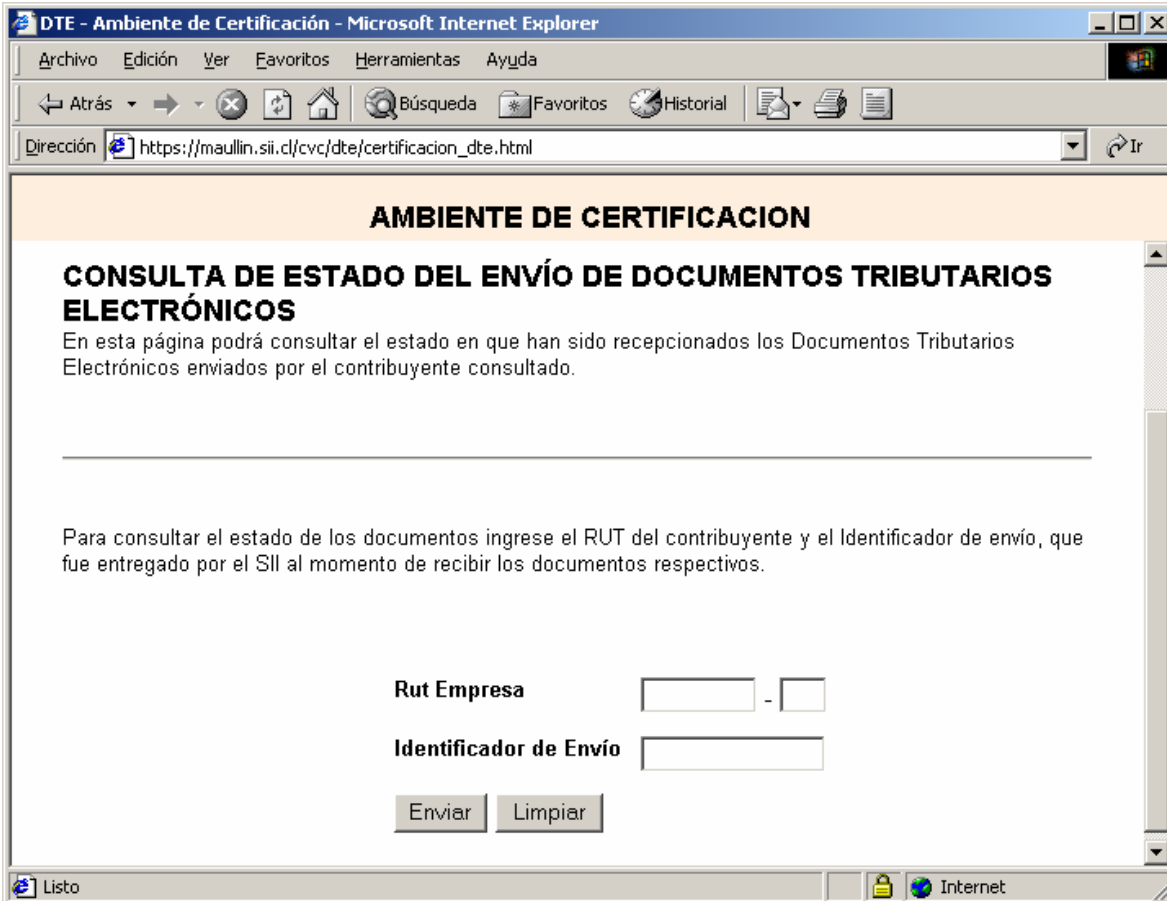 DTE - Ambiente de Certificación - Microsoft Internet Explorer
Archivo Edición Ver Favoritos Herramientas Ayuda
Atrás Búsqueda Favoritos Historial
Dirección https://maullin.sii.cl/cvc/dte/certificacion_dte.html Ir
AMBIENTE DE CERTIFICACION
CONSULTA DE ESTADO DEL ENVÍO DE DOCUMENTOS TRIBUTARIOS
ELECTRÓNICOS
En esta página podrá consultar el estado en que han sido recepcionados los Documentos Tributarios
Electrónicos enviados por el contribuyente consultado.
Para consultar el estado de los documentos ingrese el RUT del contribuyente y el Identificador de envío, que
fue entregado por el SII al momento de recibir los documentos respectivos.
Rut Empresa -
Identificador de Envío
Enviar Limpiar
Listo Internet